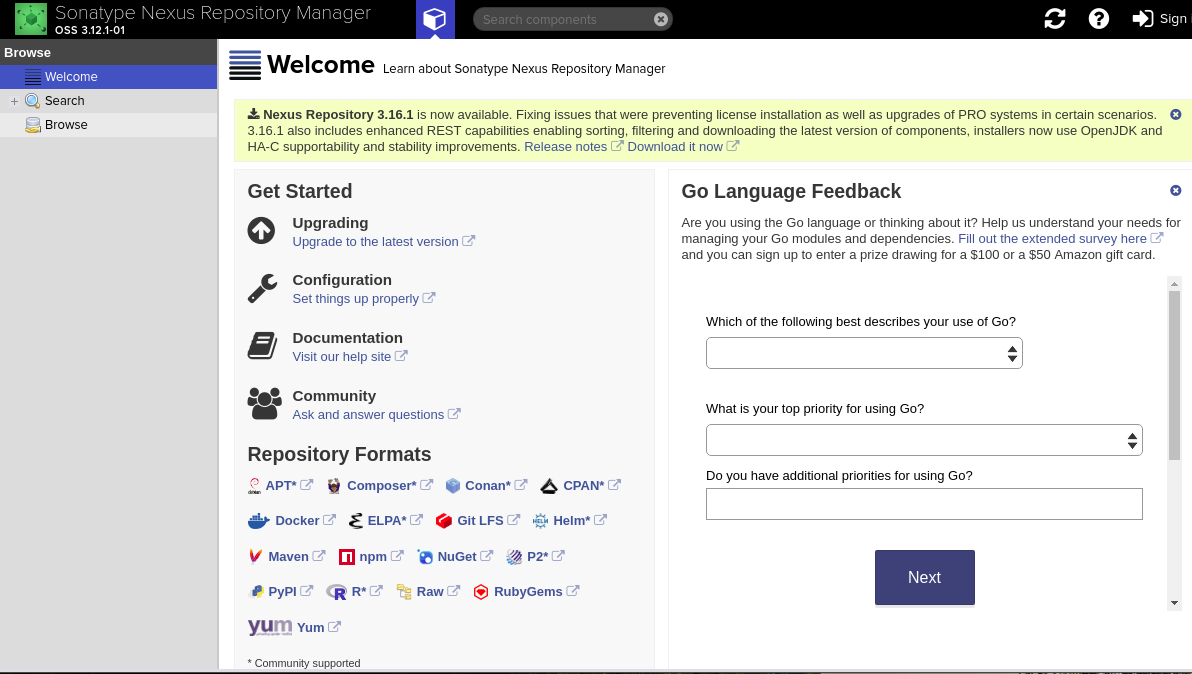 Sonatype Nexus Repository Manager
OSS 3.12.1-01
Search components
Sign
Browse
Welcome
Search
Browse
Welcome Learn about Sonatype Nexus Repository Manager
Nexus Repository 3.16.1 is now available. Fixing issues that were preventing license installation as well as upgrades of PRO systems in certain scenarios.
3.16.1 also includes enhanced REST capabilities enabling sorting, filtering and downloading the latest version of components, installers now use OpenJDK and
HA-C supportability and stability improvements. Release notes Download it now
Get Started
Upgrading
Upgrade to the latest version
Configuration
Set things up properly
Documentation
Visit our help site
Community
Ask and answer questions
Repository Formats
APT* Composer* Conan* CPAN*
Docker ELPA* Git LFS HELM Helm*
Maven npm NuGet P2*
PyPI R* Raw RubyGems
yum Yum
* Community supported
Go Language Feedback
Are you using the Go language or thinking about it? Help us understand your needs for
managing your Go modules and dependencies. Fill out the extended survey here
and you can sign up to enter a prize drawing for a $100 or a $50 Amazon gift card.
Which of the following best describes your use of Go?
What is your top priority for using Go?
Do you have additional priorities for using Go?
Next